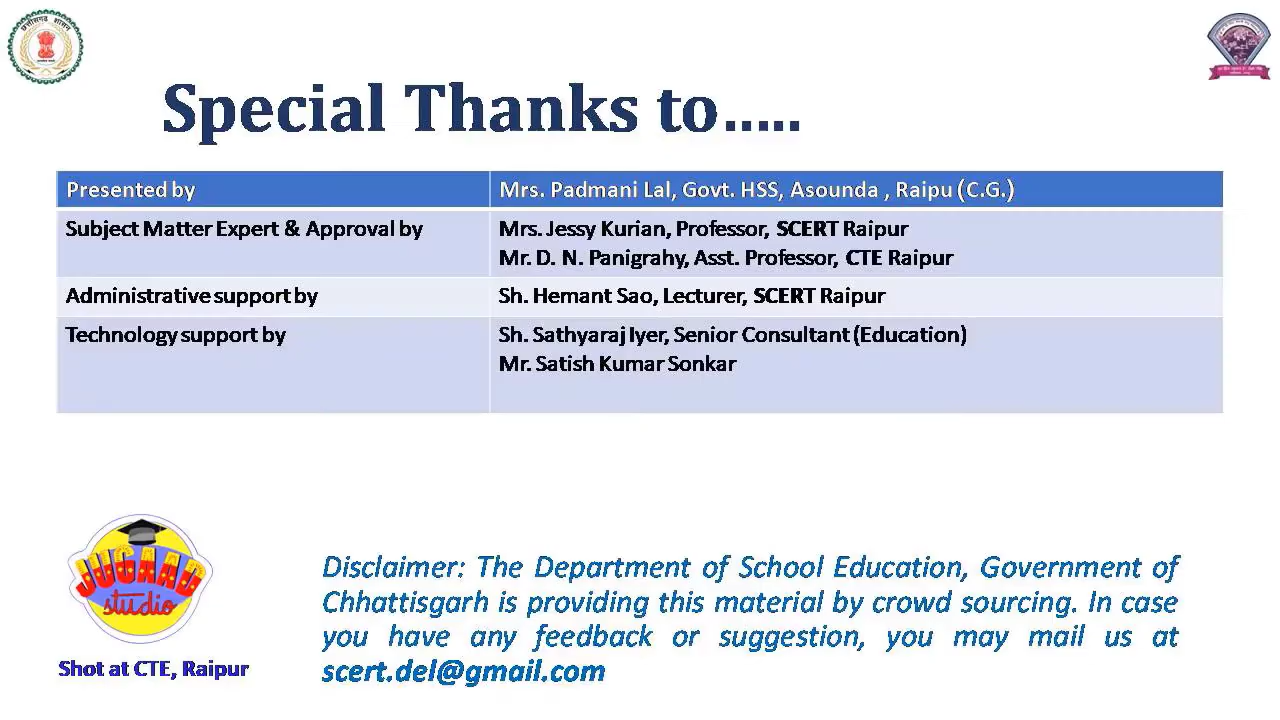 छत्तीसगढ़ शासन
Special Thanks to.....
Presented by
Mrs. Padmani Lal, Govt. HSS, Asounda , Raipu (C.G.)
Subject Matter Expert & Approval by
Mrs. Jessy Kurian, Professor, SCERT Raipur
Mr. D. N. Panigrahy, Asst. Professor, CTE Raipur
Administrative support by
Sh. Hemant Sao, Lecturer, SCERT Raipur
Technology support by
Sh. Sathyaraj Iyer, Senior Consultant (Education)
Mr. Satish Kumar Sonkar
JUGAAD
studio
Shot at CTE, Raipur
Disclaimer: The Department of School Education, Government of
Chhattisgarh is providing this material by crowd sourcing. In case
you have any feedback or suggestion, you may mail us at
scert.del@gmail.com